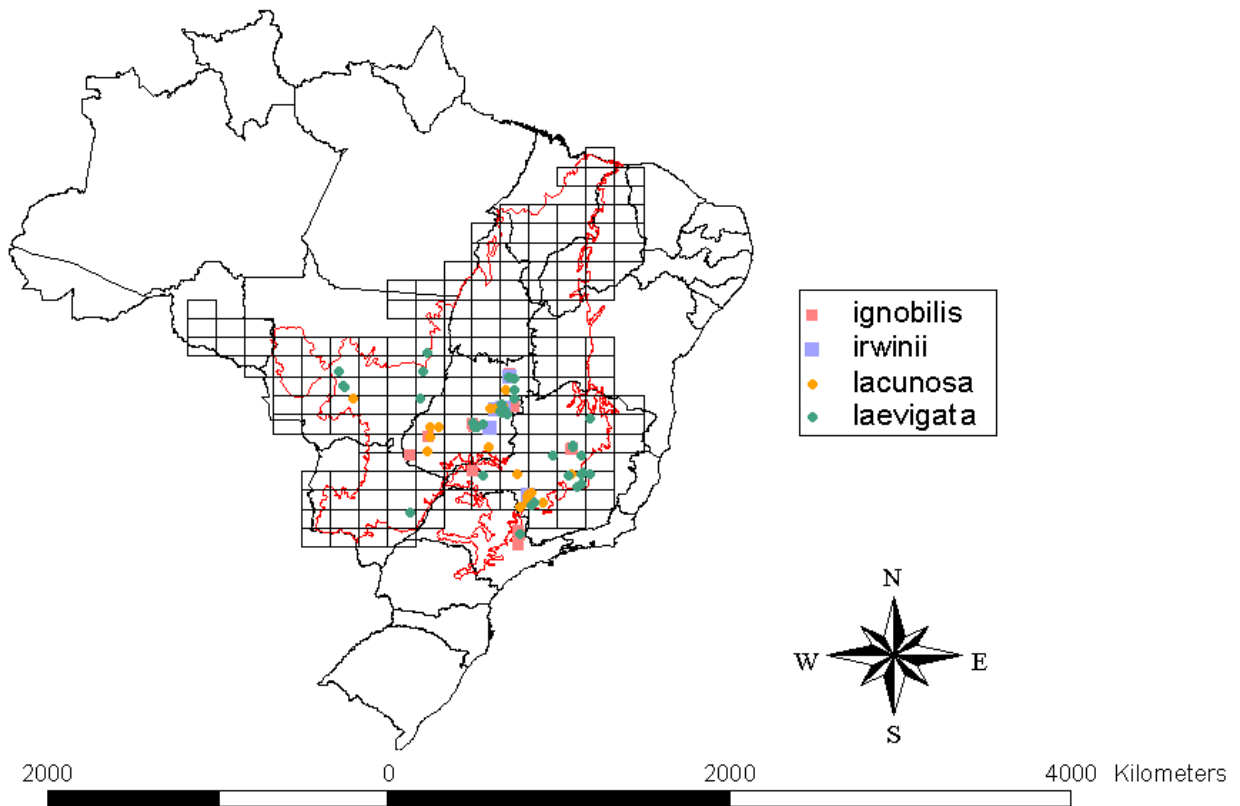 ignobilis
irwinii
lacunosa
laevigata
N
W E
S
2000 0 2000 4000 Kilometers